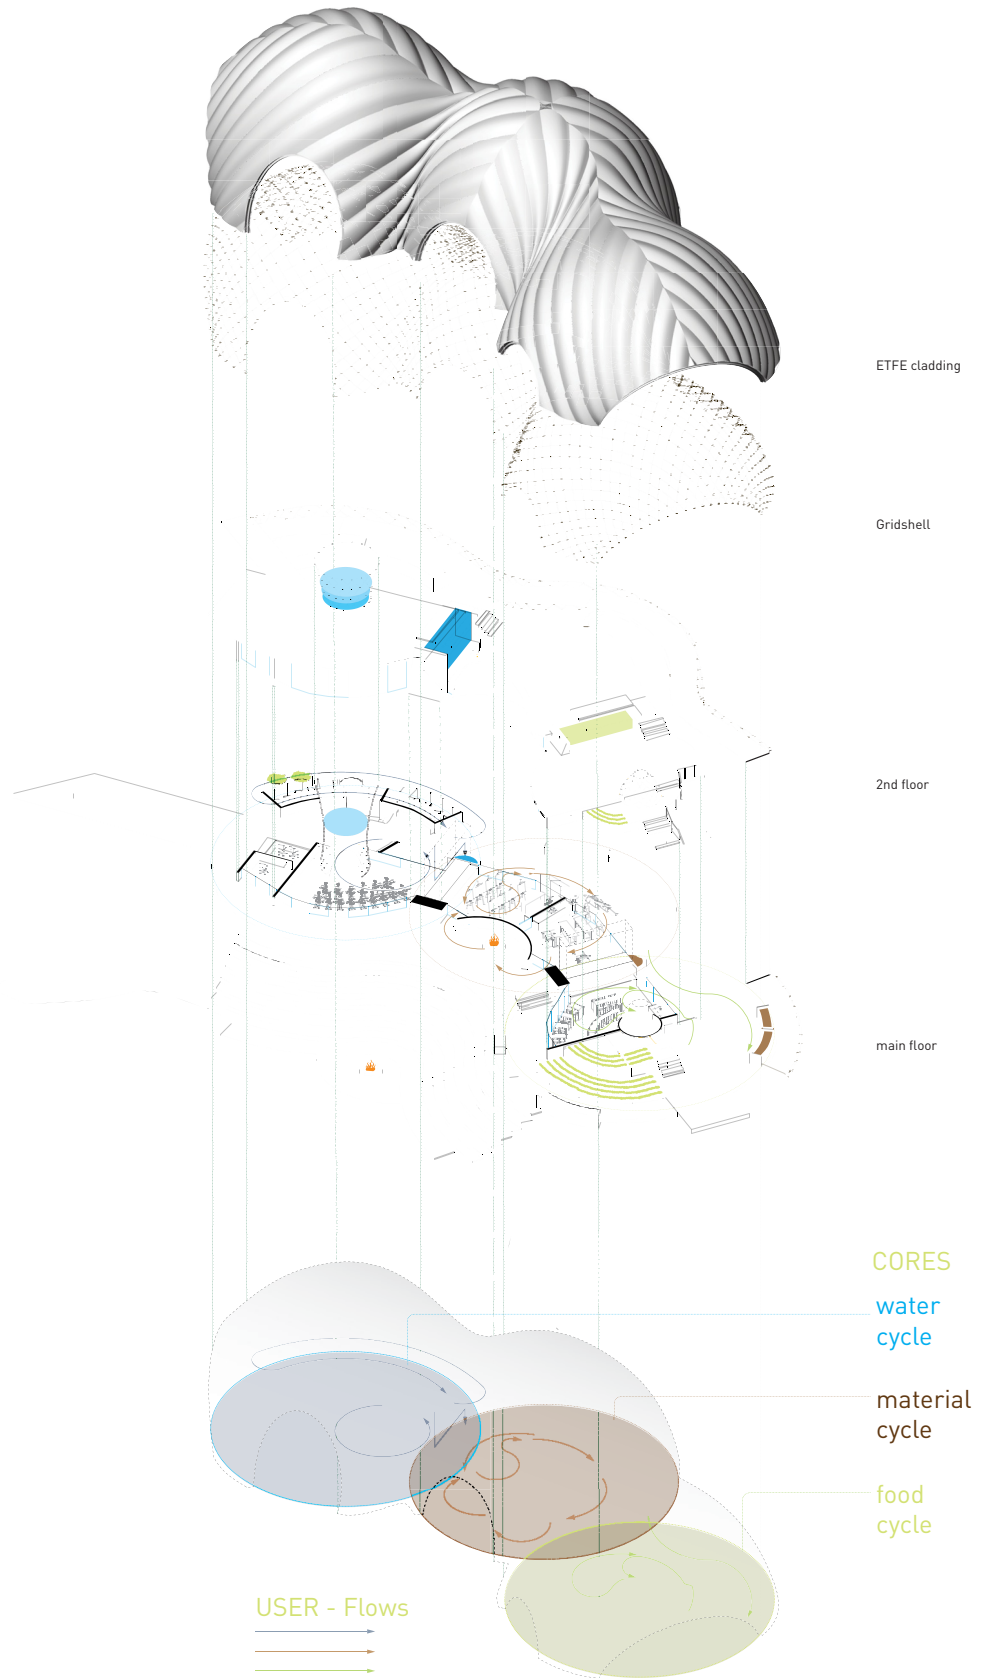 ETFE cladding
Gridshell
2nd floor
main floor
CORES
water
cycle
material
cycle
food
cycle
USER - Flows